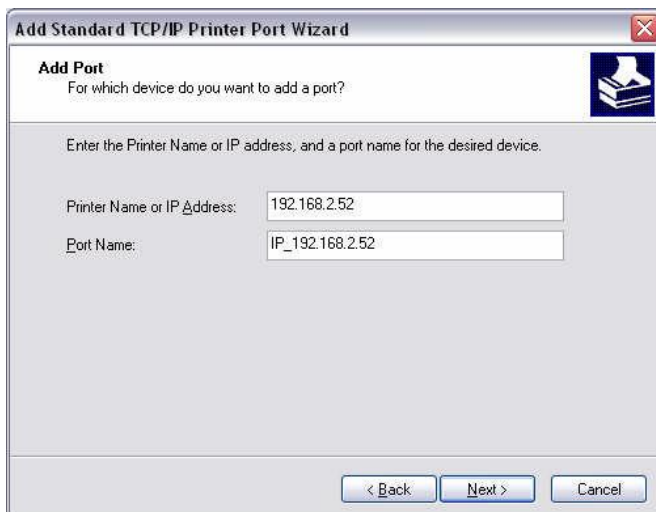 Add Standard TCP/IP Printer Port Wizard
Add Port
For which device do you want to add a port?
Enter the Printer Name or IP address, and a port name for the desired device.
Printer Name or IP Address: 192.168.2.52
Port Name: IP_192.168.2.52
< Back Next > Cancel